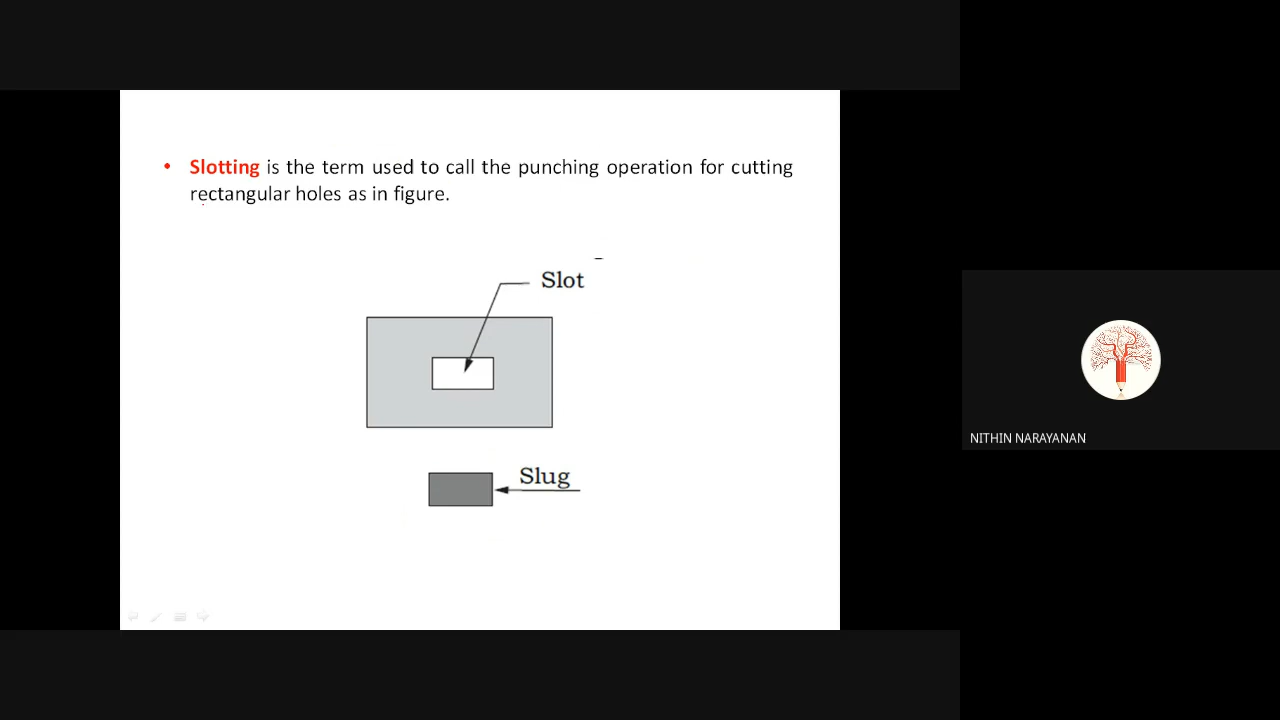 • Slotting is the term used to call the punching operation for cutting
rectangular holes as in figure.
Slot
Slug
NITHIN NARAYANAN